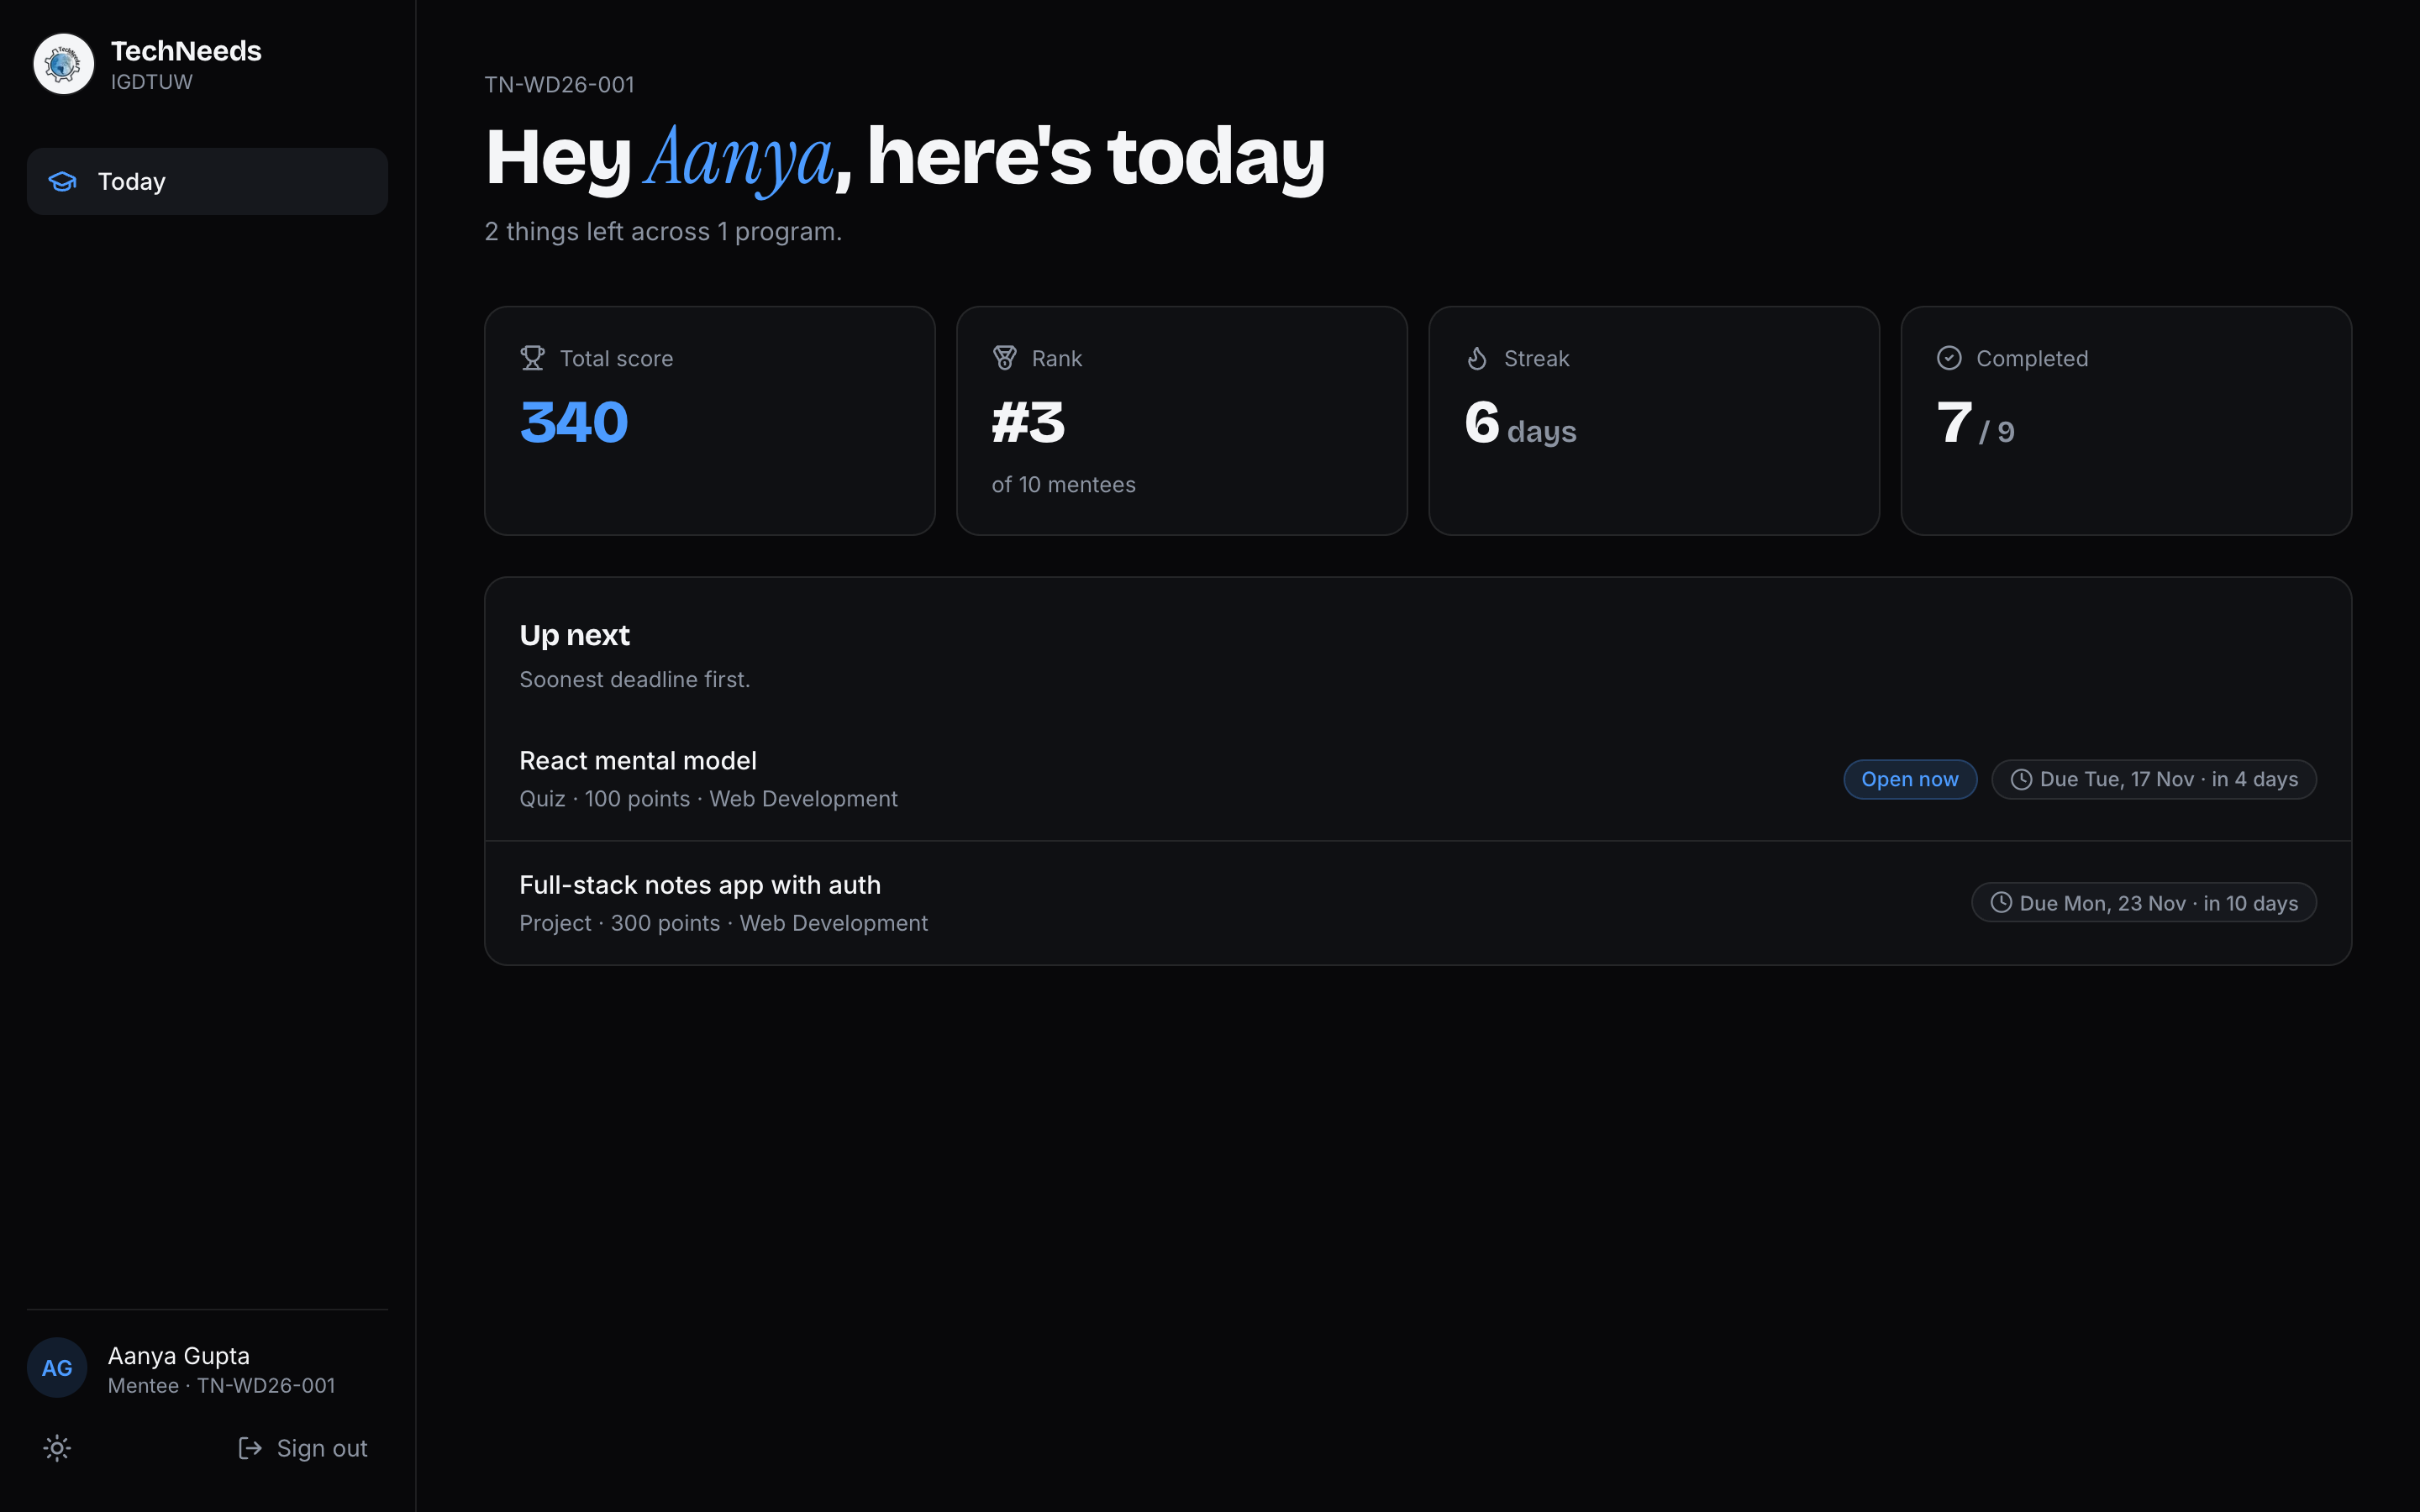 TechNeeds
IGDTUW
Today
TN-WD26-001
Hey Aanya, here's today
2 things left across 1 program.
Total score
340
Rank
#3
of 10 mentees
Streak
6 days
Completed
7 / 9
Up next
Soonest deadline first.
React mental model
Quiz · 100 points · Web Development
Open now
Due Tue, 17 Nov · in 4 days
Full-stack notes app with auth
Project · 300 points · Web Development
Due Mon, 23 Nov · in 10 days
AG
Aanya Gupta
Mentee · TN-WD26-001
Sign out